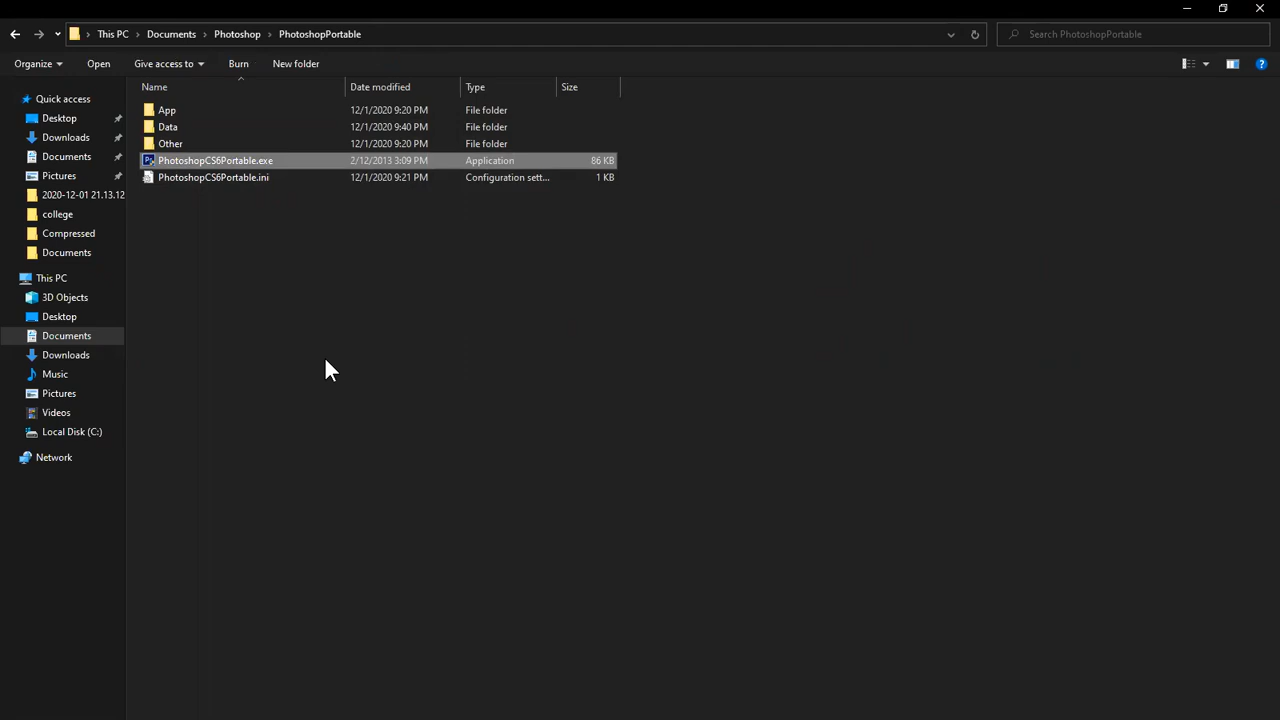 This PC > Documents > Photoshop > PhotoshopPortable
Search PhotoshopPortable
Organize Open Give access to Burn New folder
Name Date modified Type Size
App 12/1/2020 9:20 PM File folder
Data 12/1/2020 9:40 PM File folder
Other 12/1/2020 9:20 PM File folder
PhotoshopCS6Portable.exe 2/12/2013 3:09 PM Application 86 KB
PhotoshopCS6Portable.ini 12/1/2020 9:21 PM Configuration sett... 1 KB
Quick access
Desktop
Downloads
Documents
Pictures
2020-12-01 21.13.12
college
Compressed
Documents
This PC
3D Objects
Desktop
Documents
Downloads
Music
Pictures
Videos
Local Disk (C:)
Network